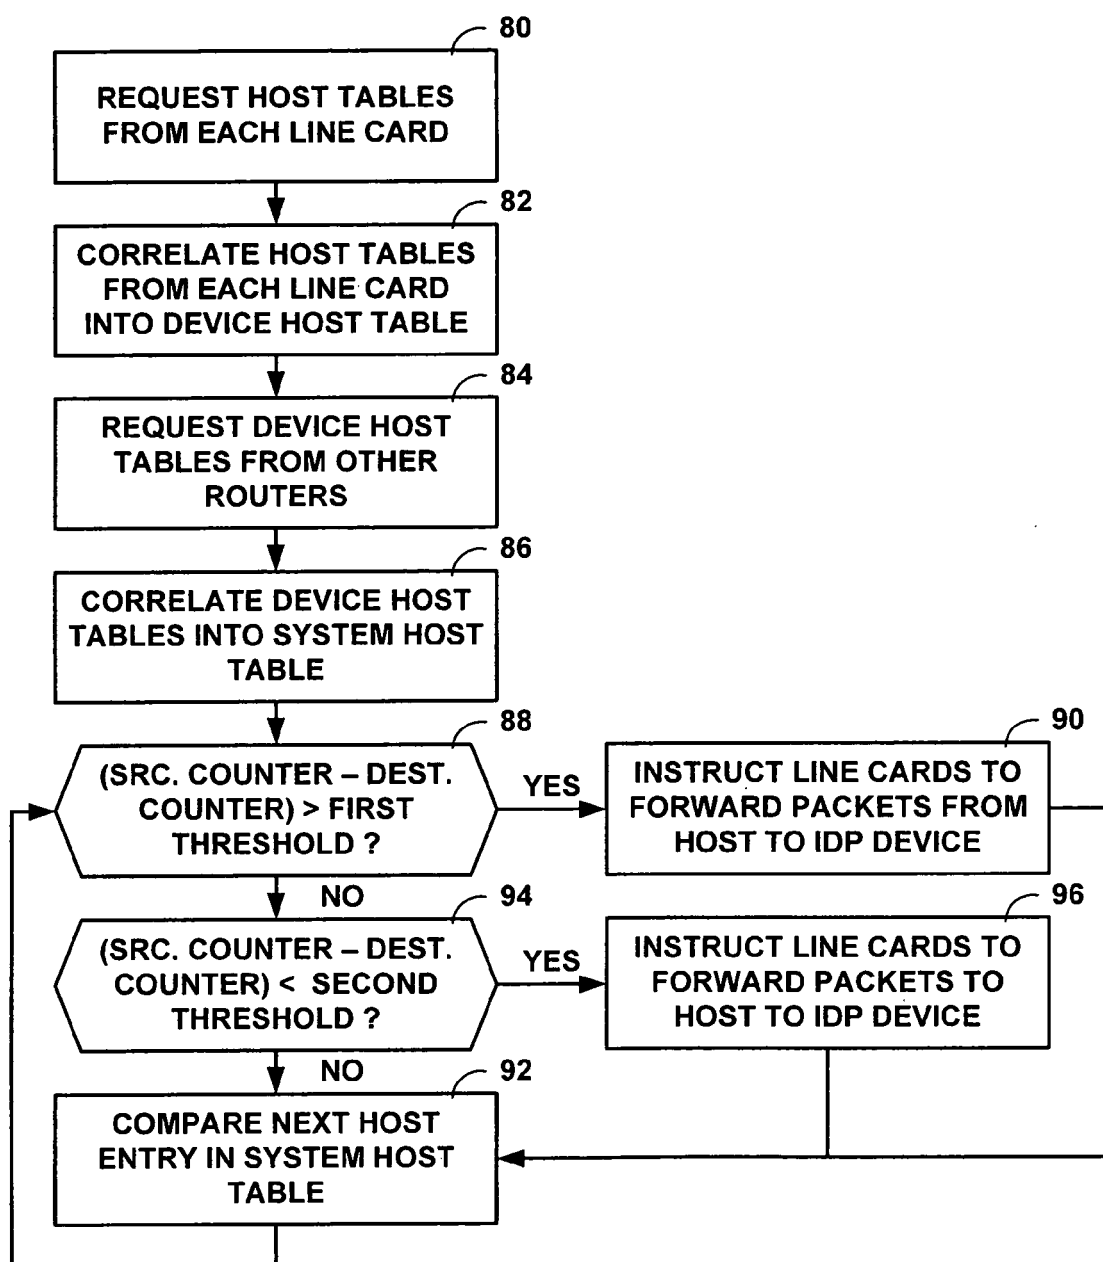 80
REQUEST HOST TABLES
FROM EACH LINE CARD
82
CORRELATE HOST TABLES
FROM EACH LINE CARD
INTO DEVICE HOST TABLE
84
REQUEST DEVICE HOST
TABLES FROM OTHER
ROUTERS
86
CORRELATE DEVICE HOST
TABLES INTO SYSTEM HOST
TABLE
88
(SRC. COUNTER – DEST.
COUNTER) > FIRST
THRESHOLD ?
YES
90
INSTRUCT LINE CARDS TO
FORWARD PACKETS FROM
HOST TO IDP DEVICE
NO
94
(SRC. COUNTER – DEST.
COUNTER) < SECOND
THRESHOLD ?
YES
96
INSTRUCT LINE CARDS TO
FORWARD PACKETS TO
HOST TO IDP DEVICE
NO
92
COMPARE NEXT HOST
ENTRY IN SYSTEM HOST
TABLE